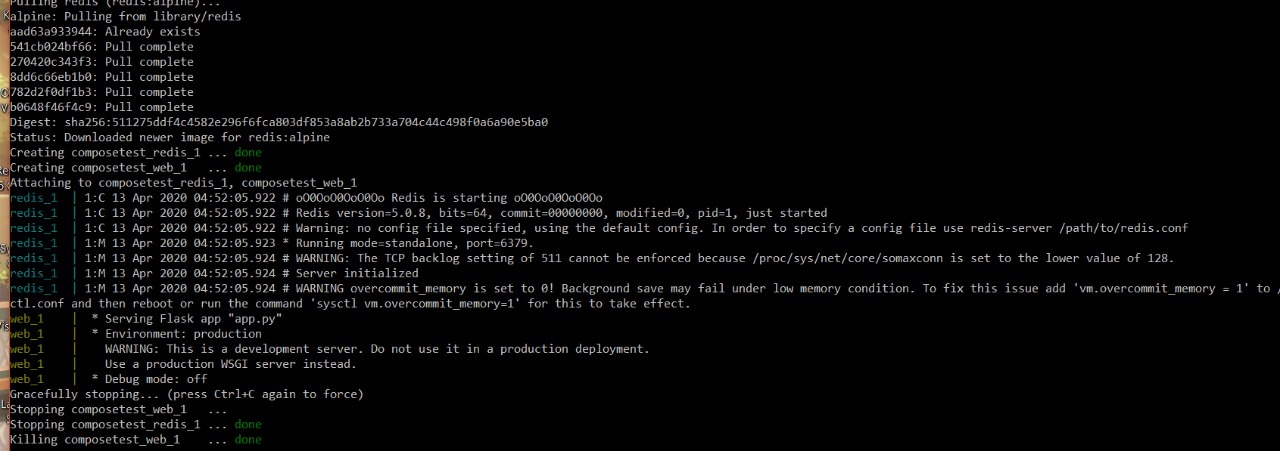 Pulling redis (redis:alpine)...
alpine: Pulling from library/redis
aad63a933944: Already exists
541cb024bf66: Pull complete
270420c343f3: Pull complete
8dd6c66eb1b0: Pull complete
782d2f0df1b3: Pull complete
b0648f46f4c9: Pull complete
Digest: sha256:511275ddf4c4582e296f6fca803df853a8ab2b733a704c44c498f0a6a90e5ba0
Status: Downloaded newer image for redis:alpine
Creating composetest_redis_1 ... done
Creating composetest_web_1   ... done
Attaching to composetest_redis_1, composetest_web_1
redis_1  | 1:C 13 Apr 2020 04:52:05.922 # oO0OoO0OoO0Oo Redis is starting oO0OoO0OoO0Oo
redis_1  | 1:C 13 Apr 2020 04:52:05.922 # Redis version=5.0.8, bits=64, commit=00000000, modified=0, pid=1, just started
redis_1  | 1:C 13 Apr 2020 04:52:05.922 # Warning: no config file specified, using the default config. In order to specify a config file use redis-server /path/to/redis.conf
redis_1  | 1:M 13 Apr 2020 04:52:05.923 * Running mode=standalone, port=6379.
redis_1  | 1:M 13 Apr 2020 04:52:05.924 # WARNING: The TCP backlog setting of 511 cannot be enforced because /proc/sys/net/core/somaxconn is set to the lower value of 128.
redis_1  | 1:M 13 Apr 2020 04:52:05.924 # Server initialized
redis_1  | 1:M 13 Apr 2020 04:52:05.924 # WARNING overcommit_memory is set to 0! Background save may fail under low memory condition. To fix this issue add 'vm.overcommit_memory = 1' to /
ctl.conf and then reboot or run the command 'sysctl vm.overcommit_memory=1' for this to take effect.
web_1    |  * Serving Flask app "app.py"
web_1    |  * Environment: production
web_1    |    WARNING: This is a development server. Do not use it in a production deployment.
web_1    |    Use a production WSGI server instead.
web_1    |  * Debug mode: off
Gracefully stopping... (press Ctrl+C again to force)
Stopping composetest_web_1   ...
Stopping composetest_redis_1 ... done
Killing composetest_web_1    ... done